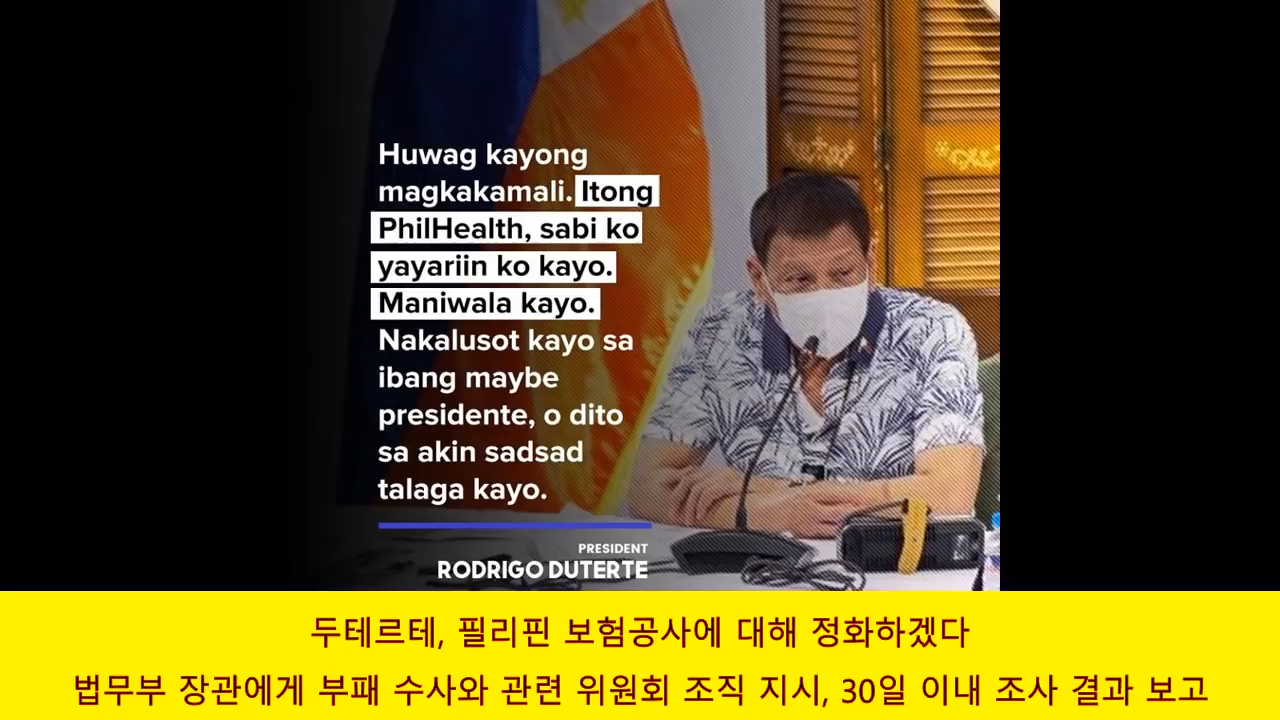 Huwag kayong
magkakamali. Itong
PhilHealth, sabi ko
yayariin ko kayo.
Maniwala kayo.
Nakalusot kayo sa
ibang maybe
presidente, o dito
sa akin sadsad
talaga kayo.
PRESIDENT
RODRIGO DUTERTE
두테르테, 필리핀 보험공사에 대해 정화하겠다
법무부 장관에게 부패 수사와 관련 위원회 조직 지시, 30일 이내 조사 결과 보고